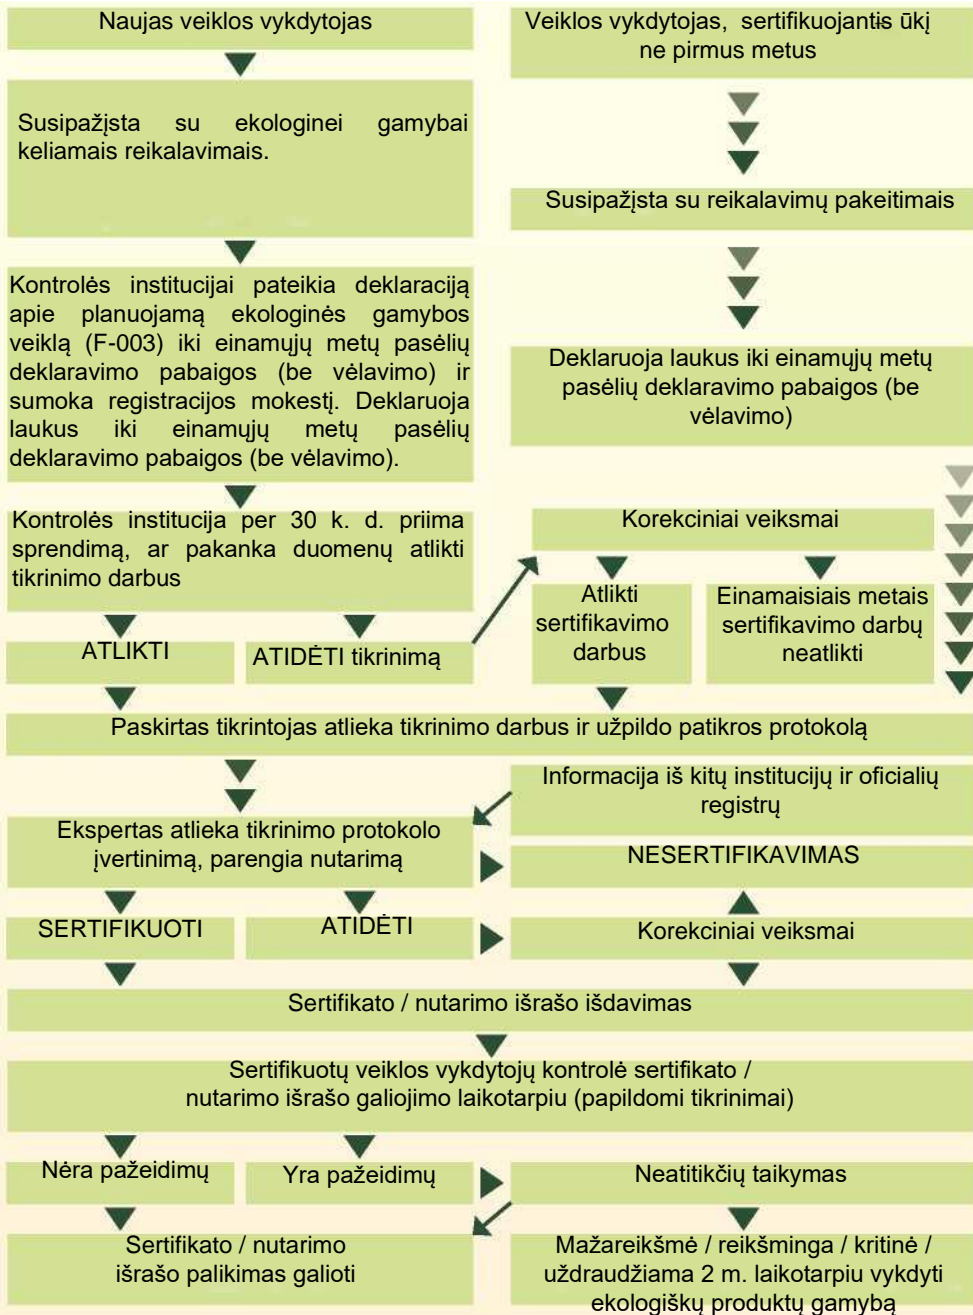 Naujas veiklos vykdytojas
Veiklos vykdytojas, sertifikuojantis ūkį
ne pirmus metus
Susipažįsta su ekologinei gamybai
keliamais reikalavimais.
Susipažįsta su reikalavimų pakeitimais
Kontrolės institucijai pateikia deklaraciją
apie planuojamą ekologinės gamybos
veiklą (F-003) iki einamųjų metų pasėlių
deklaravimo pabaigos (be vėlavimo) ir
sumoka registracijos mokestį. Deklaruoja
laukus iki einamųjų metų pasėlių
deklaravimo pabaigos (be vėlavimo).
Deklaruoja laukus iki einamųjų metų
pasėlių deklaravimo pabaigos (be
vėlavimo)
Kontrolės institucija per 30 k. d. priima
sprendimą, ar pakanka duomenų atlikti
tikrinimo darbus
Korekciniai veiksmai
ATLIKTI
ATIDĖTI tikrinimą
Atlikti
sertifikavimo
darbus
Einamaisiais metais
sertifikavimo darbų
neatlikti
Paskirtas tikrintojas atlieka tikrinimo darbus ir užpildo patikros protokolą
Informacija iš kitų institucijų ir oficialių
registrų
Ekspertas atlieka tikrinimo protokolo
įvertinimą, parengia nutarimą
NESERTIFIKAVIMAS
SERTIFIKUOTI
ATIDĖTI
Korekciniai veiksmai
Sertifikato / nutarimo išrašo išdavimas
Sertifikuotų veiklos vykdytojų kontrolė sertifikato /
nutarimo išrašo galiojimo laikotarpiu (papildomi tikrinimai)
Nėra pažeidimų
Yra pažeidimų
Neatitikčių taikymas
Sertifikato / nutarimo
išrašo palikimas galioti
Mažareikšmė / reikšminga / kritinė /
uždraudžiama 2 m. laikotarpiu vykdyti
ekologiškų produktų gamybą